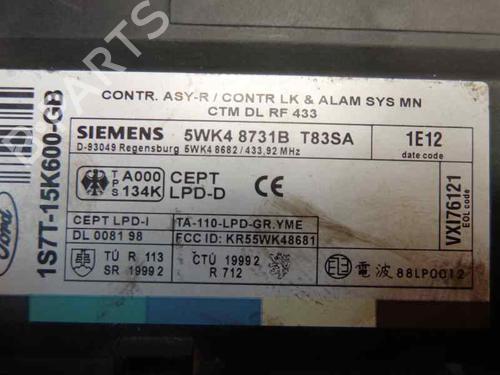 CONTR. ASY-R / CONTR LK & ALAM SYS MN
CTM DL RF 433
SIEMENS 5WK4 8731B T83SA
D-93049 Regensburg 5WK4 8682 / 433,92 MHz
1E12
date code
T P S A000 134K
CEPT
LPD-D
CE
CEPT LPD-I
DL 0081 98
TA-110-LPD-GR.YME
FCC ID: KR55WK48681
TÚ R 113
SR 1999 2
CTÜ 1999 2
R 712
電波 88LP0012
VXI76121
EOL code
Ford
1S7T-15K600-GB
B-PARTS